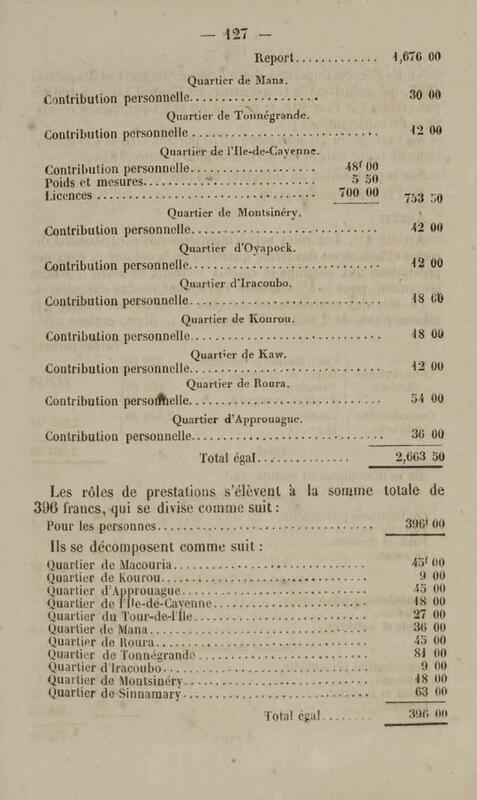 — 127 —
Report............. 1,676 00
Quartier de Mana.
Contribution personnelle................... 30 00
Quartier de Tonnégrande.
Contribution personnelle............................ 12 00
Quartier de l'Ile-de-Cayenne.
Contribution personnelle................... 48f 00
Poids et mesures........................... 5 50
Licences................................ 700 00 753 50
Quartier de Montsinéry.
Contribution personnelle............................ 42 00
Quartier d'Oyapock.
Contribution personnelle............................ 12 00
Quartier d'Iracoubo.
Contribution personnelle............................ 18 00
Quartier de Kourou.
Contribution personnelle............................ 18 00
Quartier de Kaw.
Contribution personnelle............................ 12 00
Quartier de Roura.
Contribution personnelle............................ 54 00
Quartier d'Approuague.
Contribution personnelle............................ 36 00
Total égal............... 2,663 50
Les rôles de prestations s'élèvent à la somme totale de
396 francs, qui se divise comme suit :
Pour les personnes................................ 396f 00
Ils se décomposent comme suit :
Quartier de Macouria............................ 45f 00
Quartier de Kourou............................ 9 00
Quartier d'Approuague.......................... 45 00
Quartier de l'Ile-de-Cayenne..................... 18 00
Quartier du Tour-de-l'Ile........................ 27 00
Quartier de Mana............................... 36 00
Quartier de Roura.............................. 45 00
Quartier de Tonnégrande........................ 81 00
Quartier d'Iracoubo............................. 9 00
Quartier de Montsinéry.......................... 18 00
Quartier de Sinnamary.......................... 63 00
Total égal........ 396 00